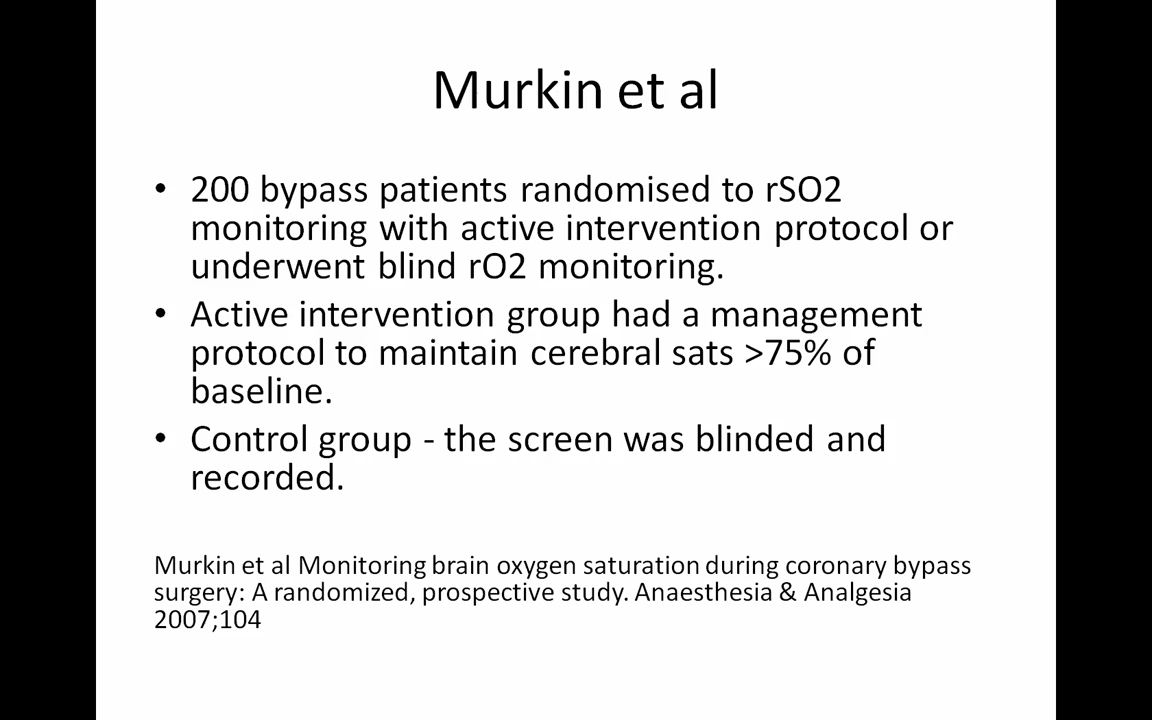 Murkin et al
• 200 bypass patients randomised to rSO2
monitoring with active intervention protocol or
underwent blind rO2 monitoring.
• Active intervention group had a management
protocol to maintain cerebral sats >75% of
baseline.
• Control group - the screen was blinded and
recorded.
Murkin et al Monitoring brain oxygen saturation during coronary bypass
surgery: A randomized, prospective study. Anaesthesia & Analgesia
2007;104